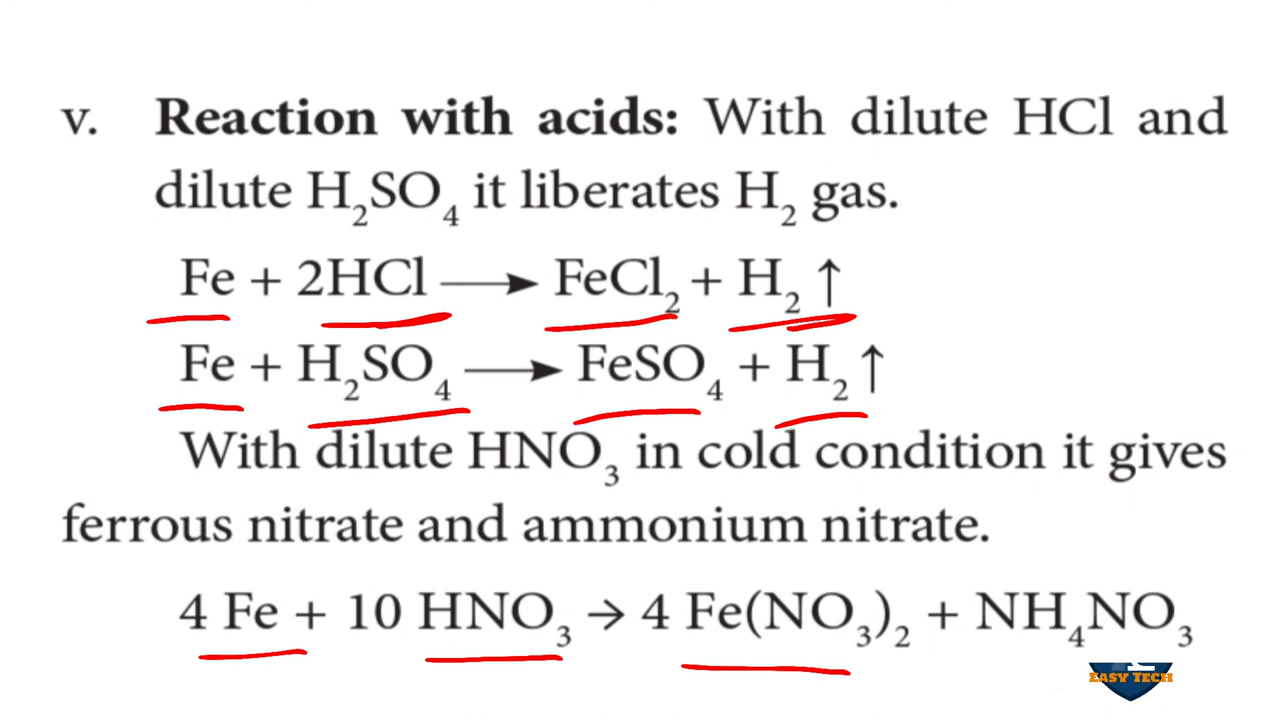 v. Reaction with acids: With dilute HCl and
dilute H₂SO₄ it liberates H₂ gas.
Fe + 2HCl ⟶ FeCl₂ + H₂ ↑
Fe + H₂SO₄ ⟶ FeSO₄ + H₂ ↑
With dilute HNO₃ in cold condition it gives
ferrous nitrate and ammonium nitrate.
4 Fe + 10 HNO₃ → 4 Fe(NO₃)₂ + NH₄NO₃
EASY TECH